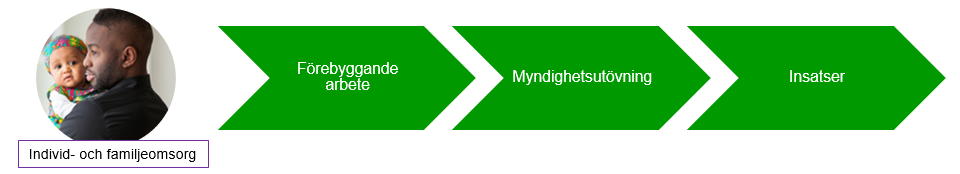 Förebyggande
arbete
Myndighetsutövning
Insatser
Individ- och familjeomsorg